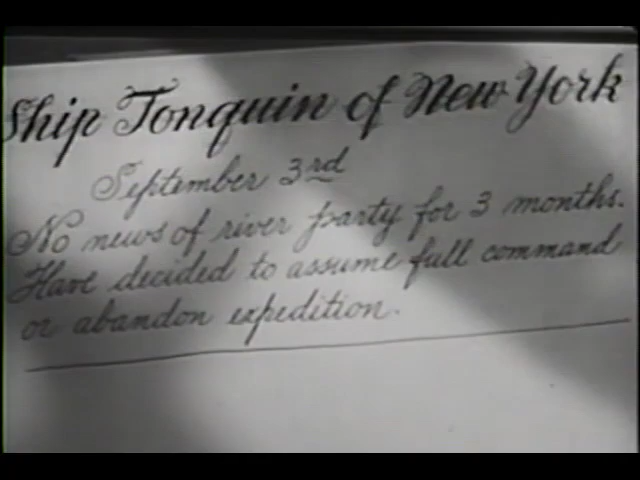 Ship Tonquin of New York
September 3rd
No news of river party for 3 months.
Have decided to assume full command
or abandon expedition.